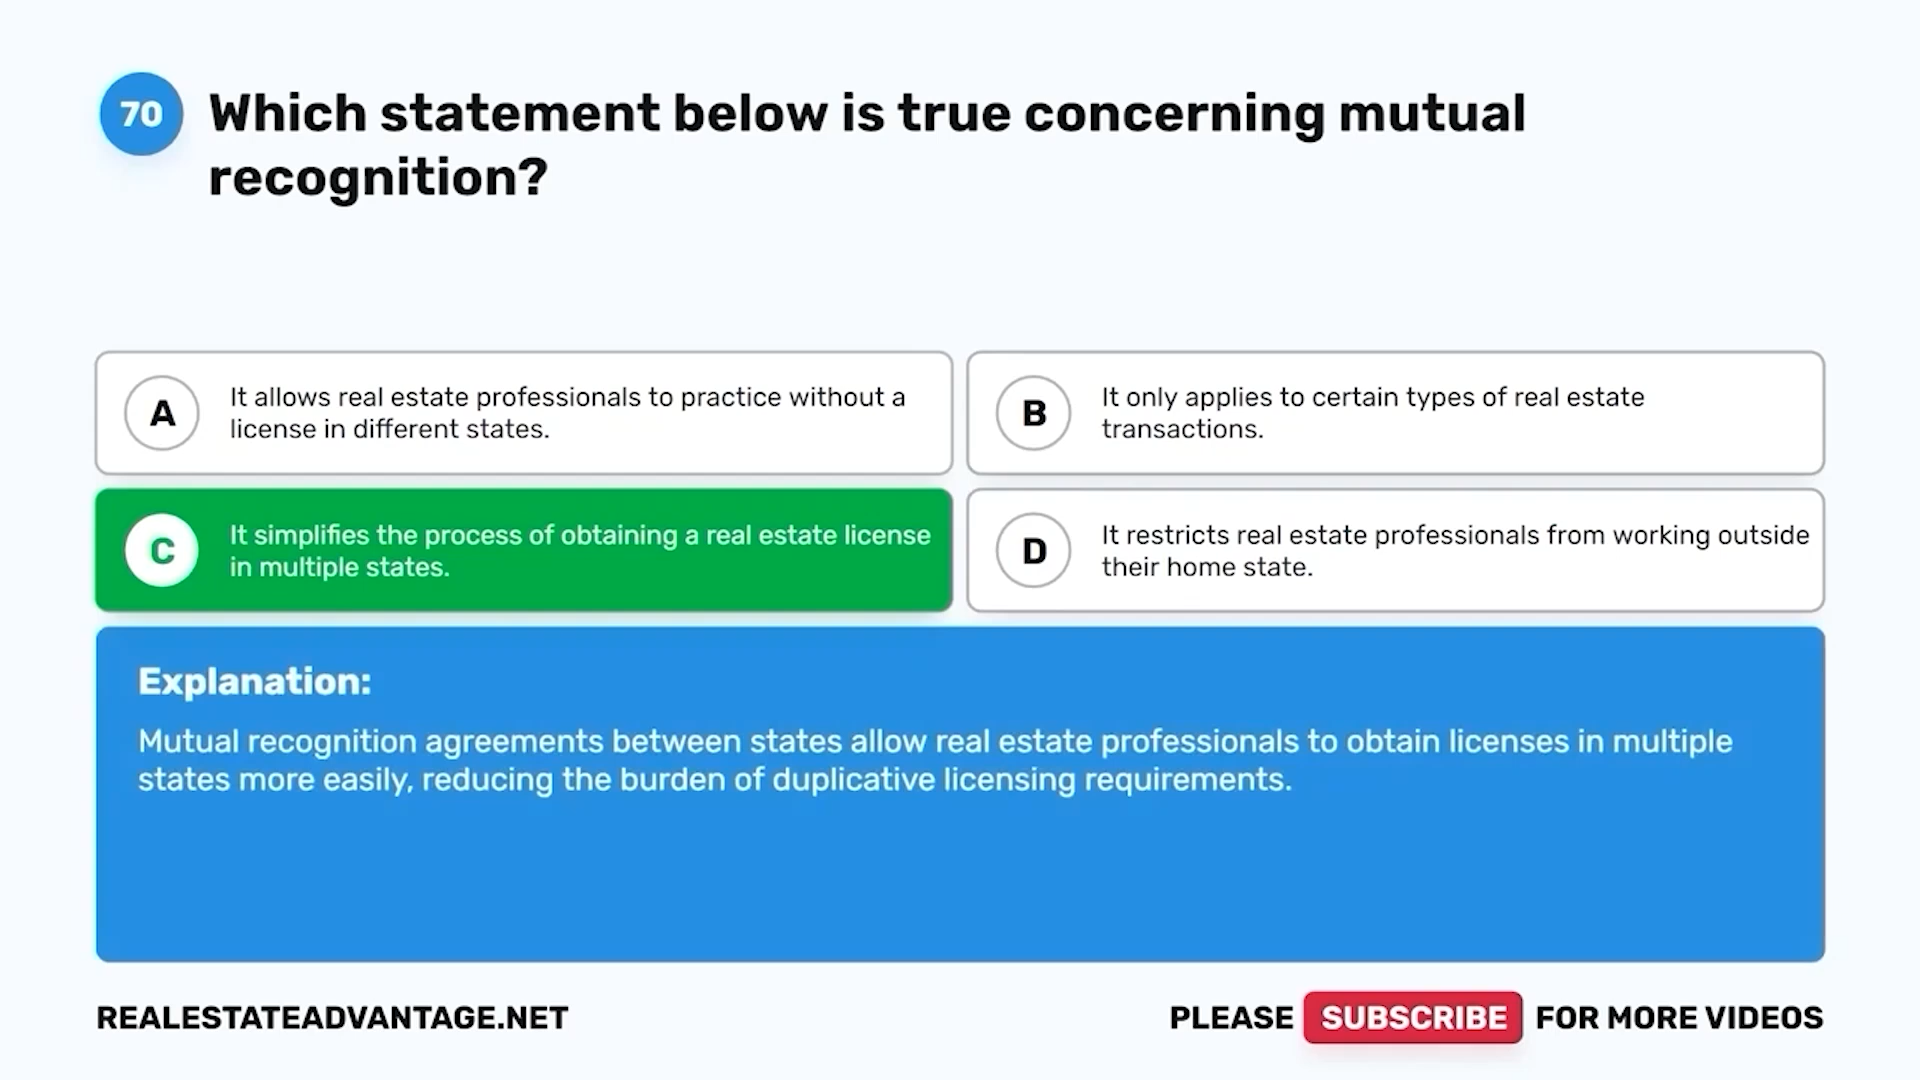 70
Which statement below is true concerning mutual
recognition?
A
It allows real estate professionals to practice without a
license in different states.
B
It only applies to certain types of real estate
transactions.
C
It simplifies the process of obtaining a real estate license
in multiple states.
D
It restricts real estate professionals from working outside
their home state.
Explanation:
Mutual recognition agreements between states allow real estate professionals to obtain licenses in multiple
states more easily, reducing the burden of duplicative licensing requirements.
REALESTATEADVANTAGE.NET
PLEASE SUBSCRIBE FOR MORE VIDEOS